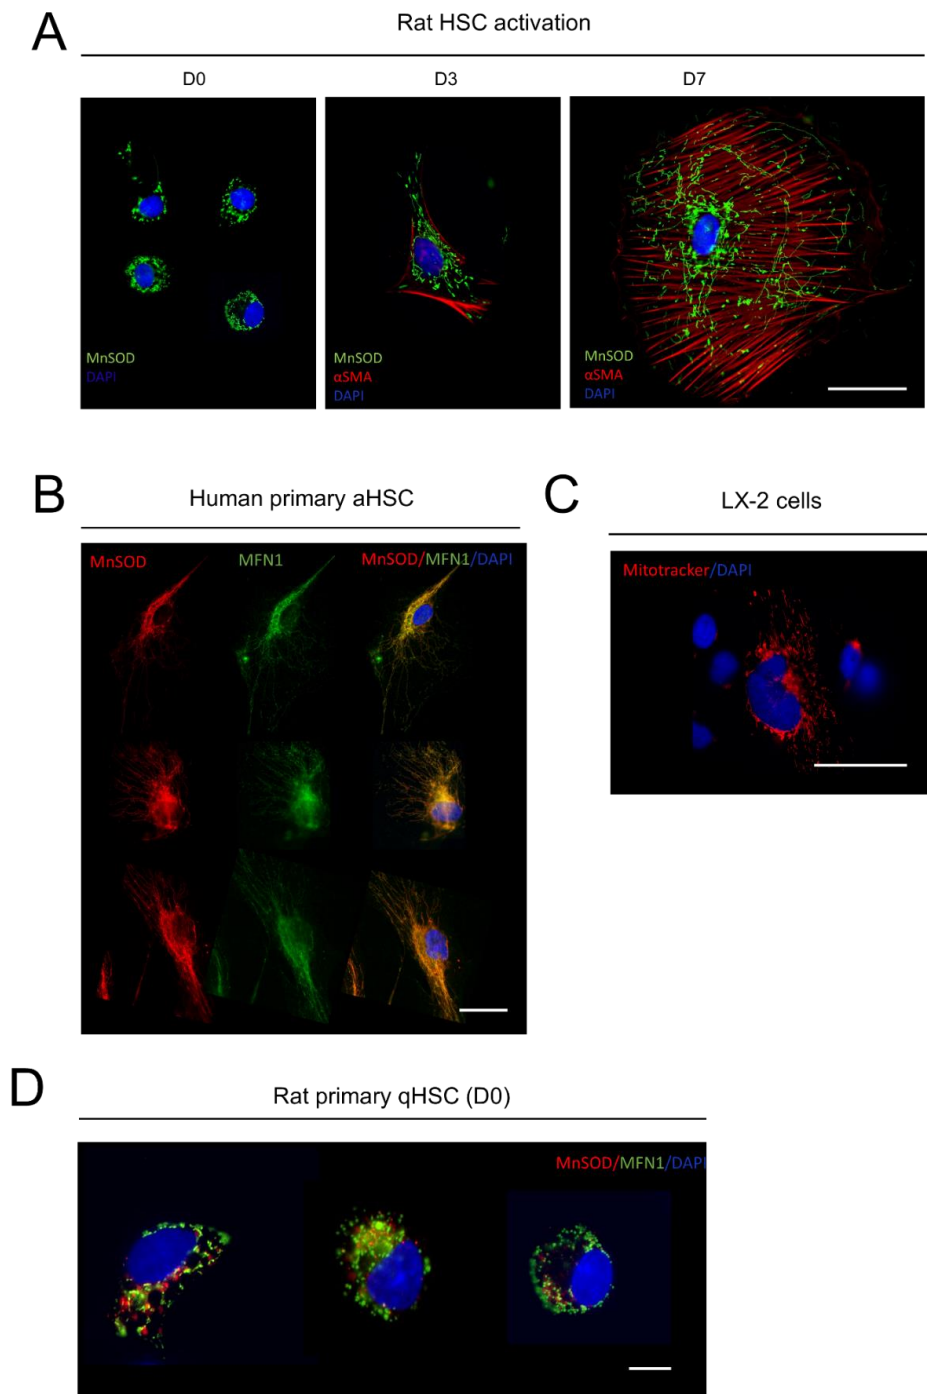 A
Rat HSC activation
D0
D3
D7
MnSOD
DAPI
MnSOD
αSMA
DAPI
MnSOD
αSMA
DAPI
B
Human primary aHSC
MnSOD
MFN1
MnSOD/MFN1/DAPI
C
LX-2 cells
Mitotracker/DAPI
D
Rat primary qHSC (D0)
MnSOD/MFN1/DAPI